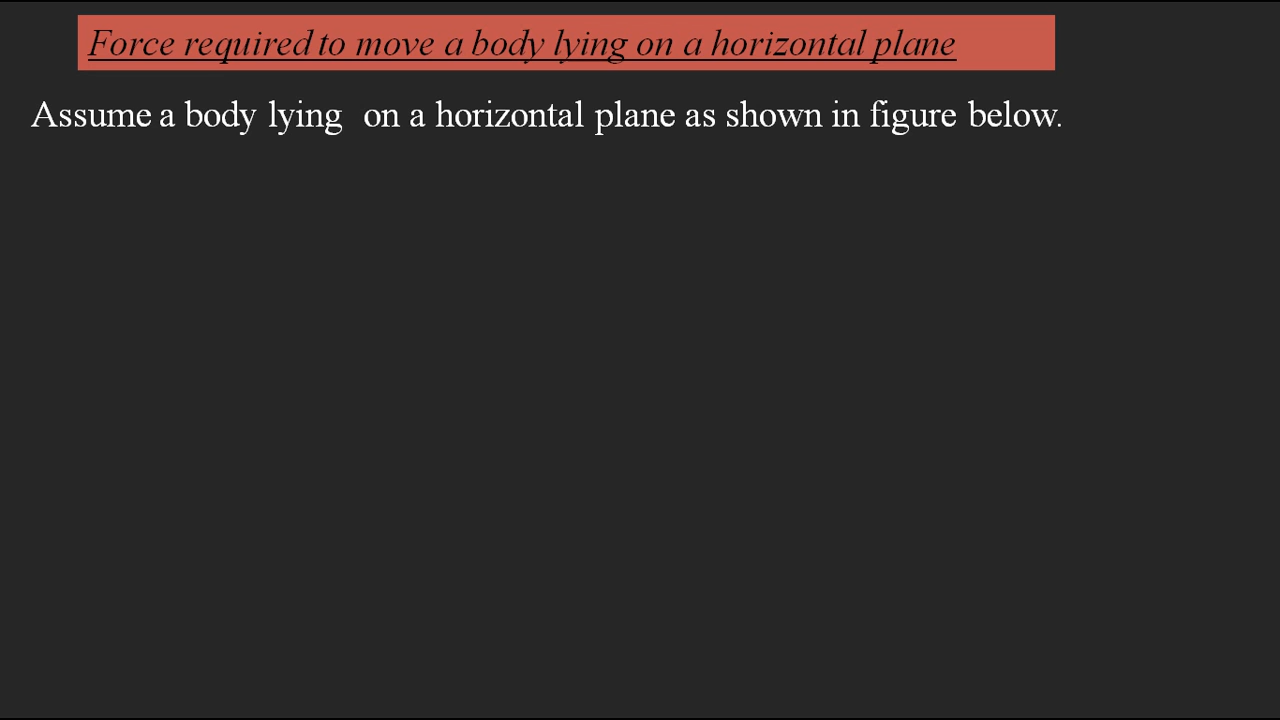 Force required to move a body lying on a horizontal plane
Assume a body lying on a horizontal plane as shown in figure below.